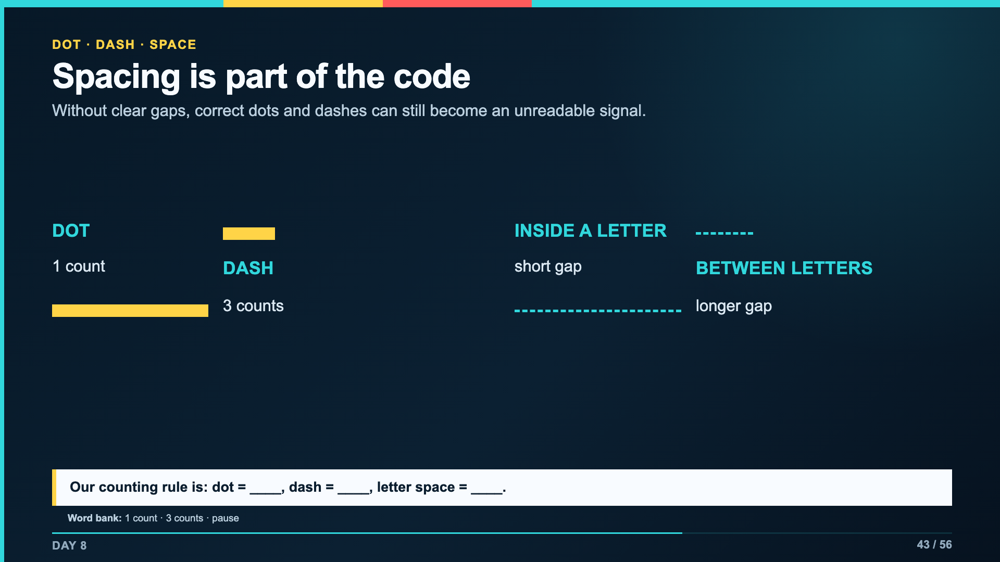 DOT · DASH · SPACE
Spacing is part of the code
Without clear gaps, correct dots and dashes can still become an unreadable signal.
DOT
1 count
DASH
3 counts
INSIDE A LETTER
short gap
BETWEEN LETTERS
longer gap
Our counting rule is: dot = ____, dash = ____, letter space = ____.
Word bank: 1 count · 3 counts · pause
DAY 8
43 / 56